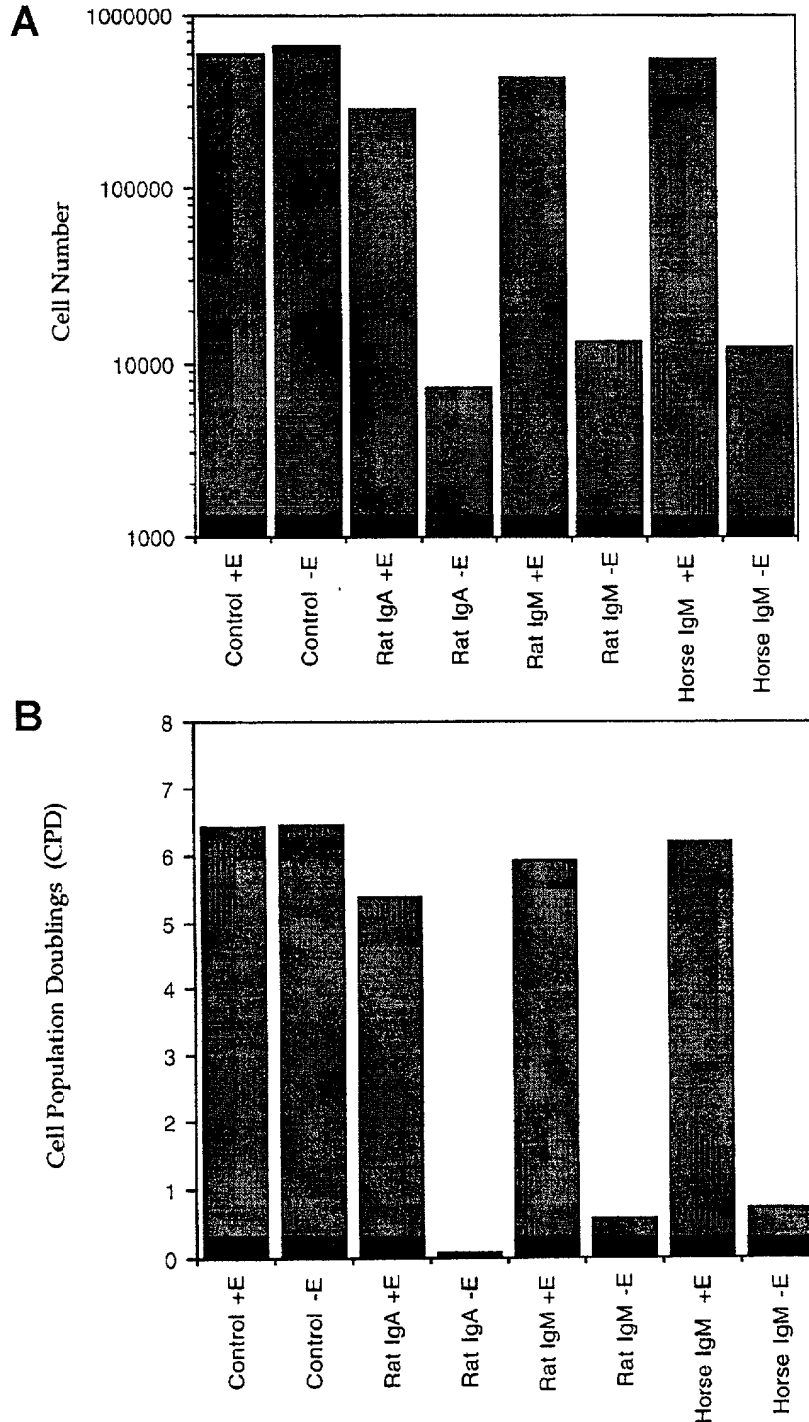 A
1000000
100000
10000
1000
Cell Number
Control +E
Control -E
Rat IgA +E
Rat IgA -E
Rat IgM +E
Rat IgM -E
Horse IgM +E
Horse IgM -E
B
8
7
6
5
4
3
2
1
0
Cell Population Doublings (CPD)
Control +E
Control -E
Rat IgA +E
Rat IgA -E
Rat IgM +E
Rat IgM -E
Horse IgM +E
Horse IgM -E